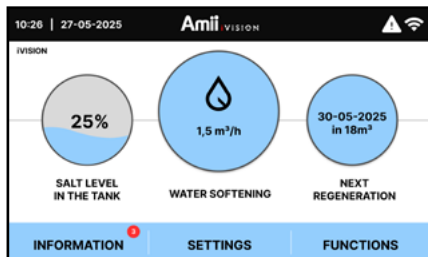 10:26 | 27-05-2025
Amii iVISION
iVISION
25%
1,5 m³/h
30-05-2025
in 18m³
SALT LEVEL
IN THE TANK
WATER SOFTENING
NEXT
REGENERATION
INFORMATION
3
SETTINGS
FUNCTIONS